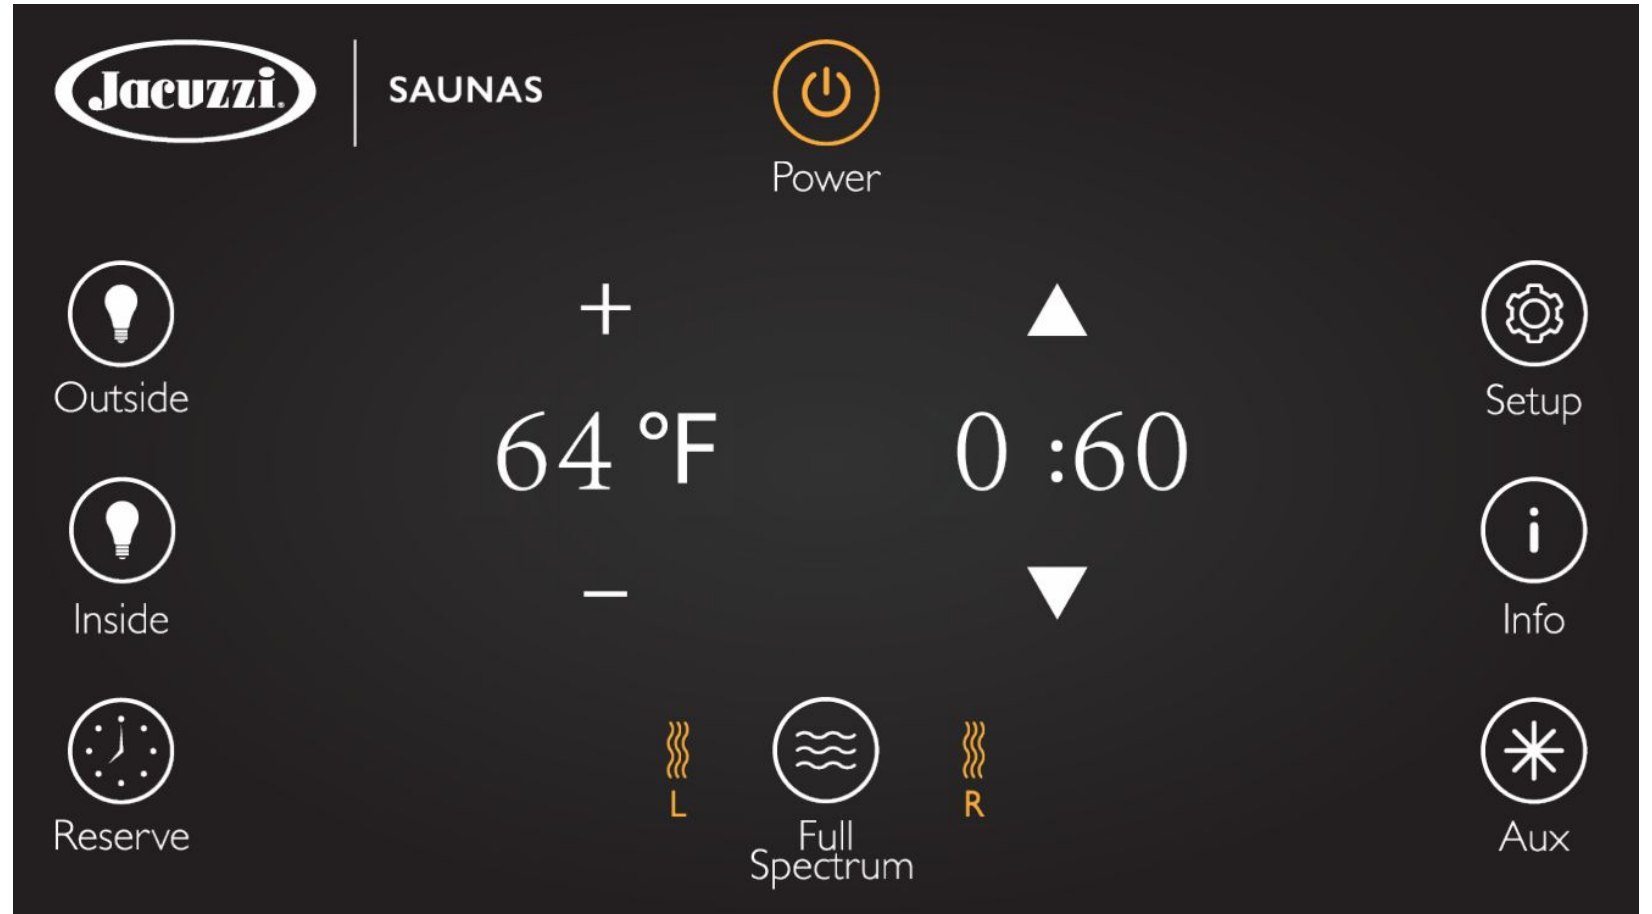 Jacuzzi®
SAUNAS
Power
Outside
Setup
64 °F
0 :60
Inside
Info
L
R
Reserve
Full
Spectrum
Aux